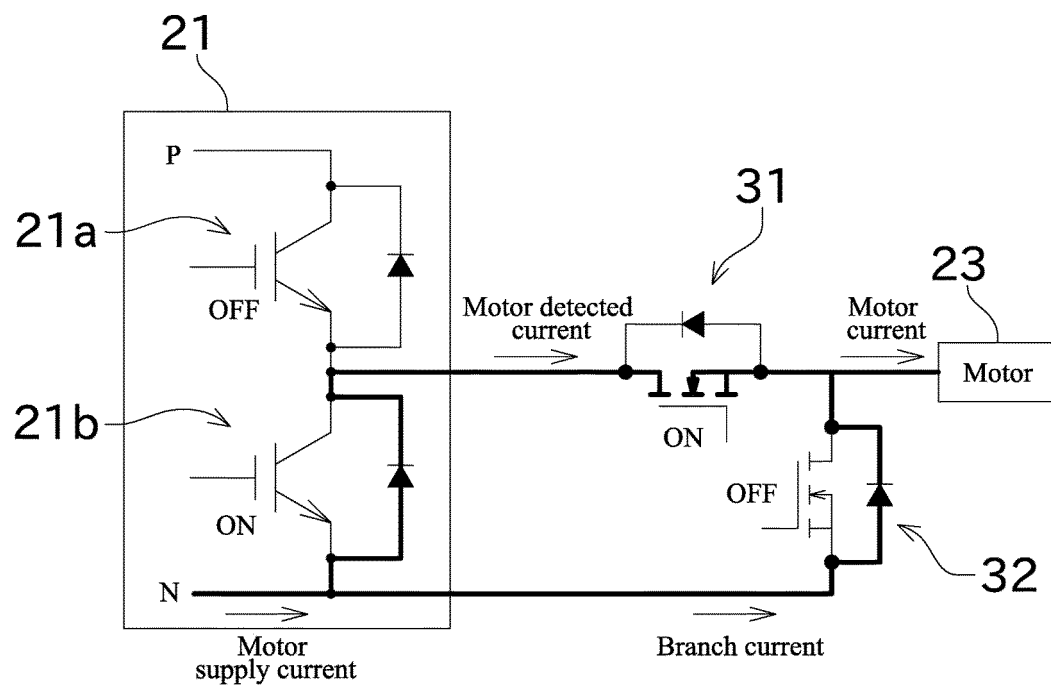 21
P
31
21a
23
OFF
Motor detected
current
Motor
current
Motor
21b
ON
OFF
ON
32
N
Motor
supply current
Branch current